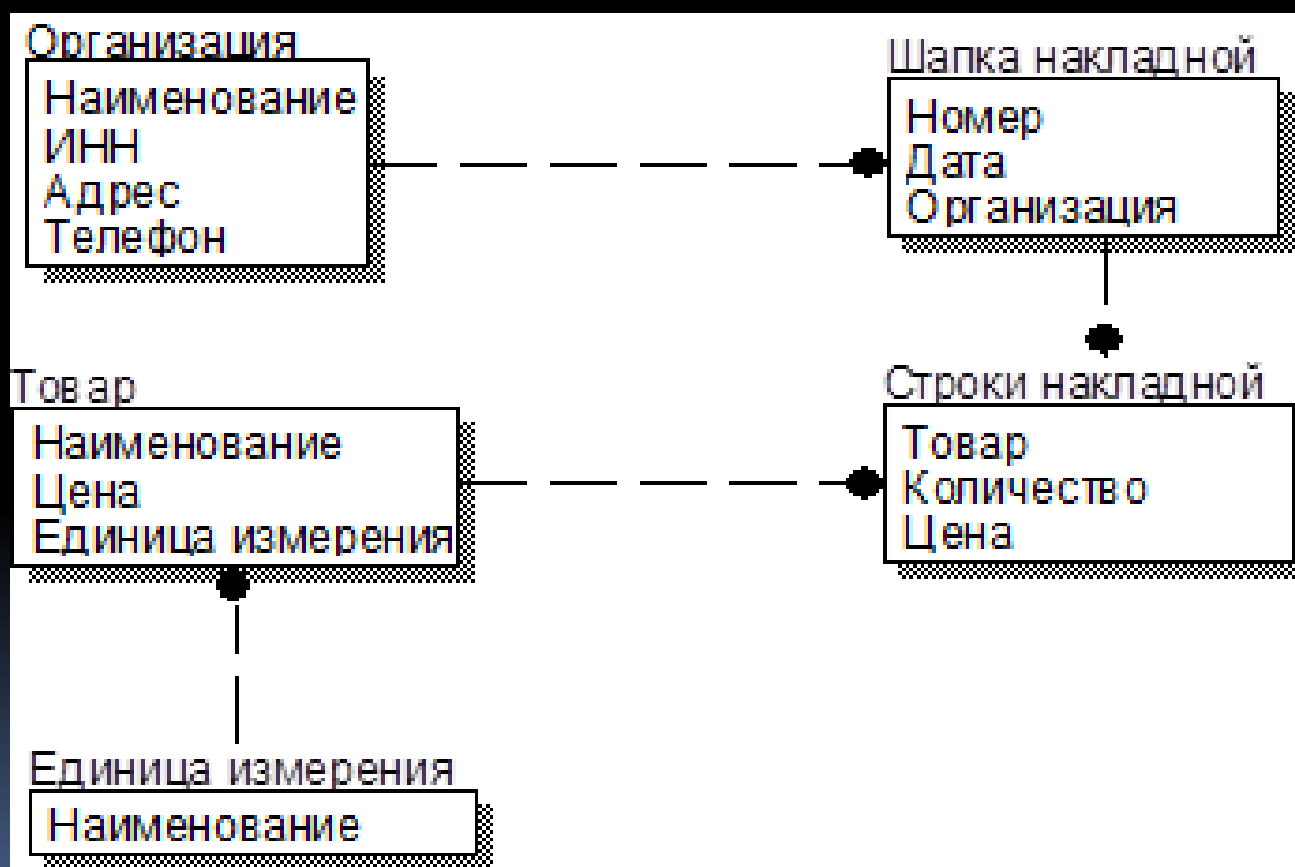 Организация
Наименование
ИНН
Адрес
Телефон
Шапка накладной
Номер
Дата
Организация
Товар
Наименование
Цена
Единица измерения
Строки накладной
Товар
Количество
Цена
Единица измерения
Наименование